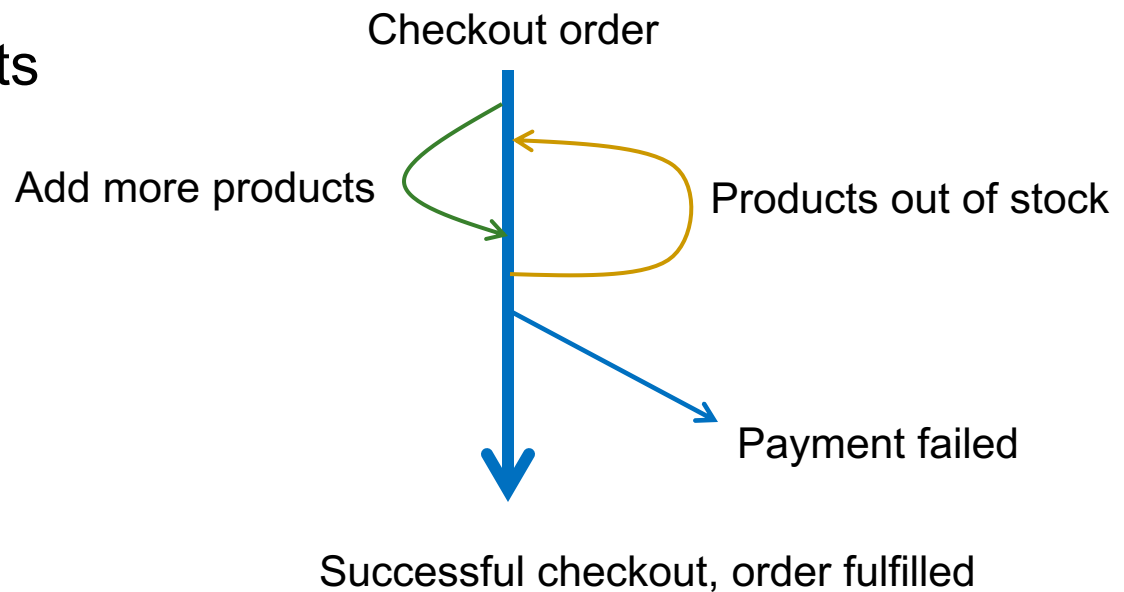 Checkout order
ts
Add more products
Products out of stock
Payment failed
Successful checkout, order fulfilled